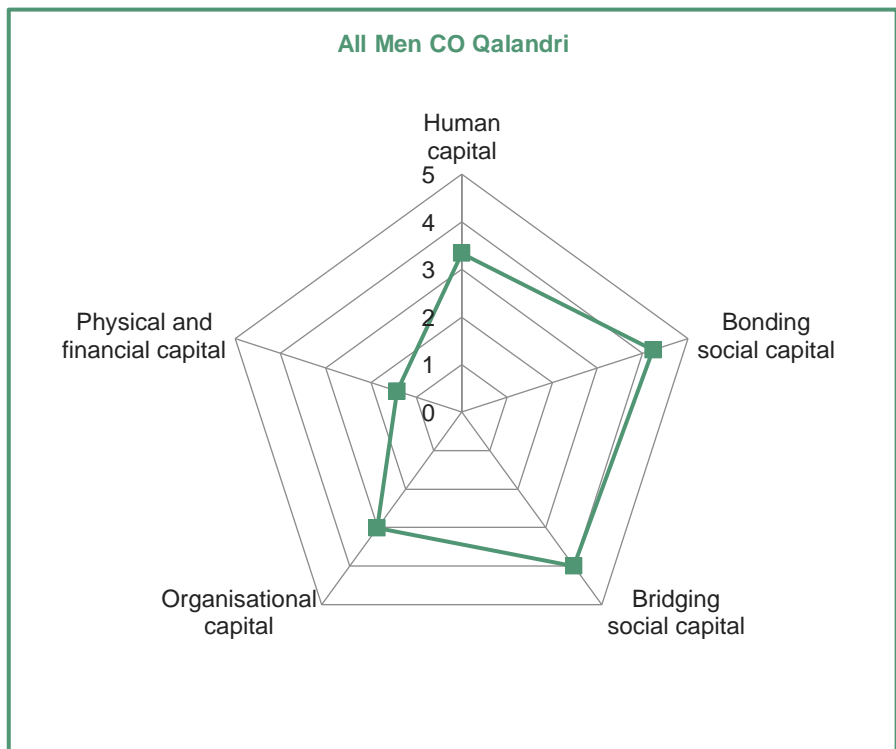 All Men CO Qalandri
Human
capital
5
4
3
2
1
0
Bonding
social capital
Physical and
financial capital
Organisational
capital
Bridging
social capital